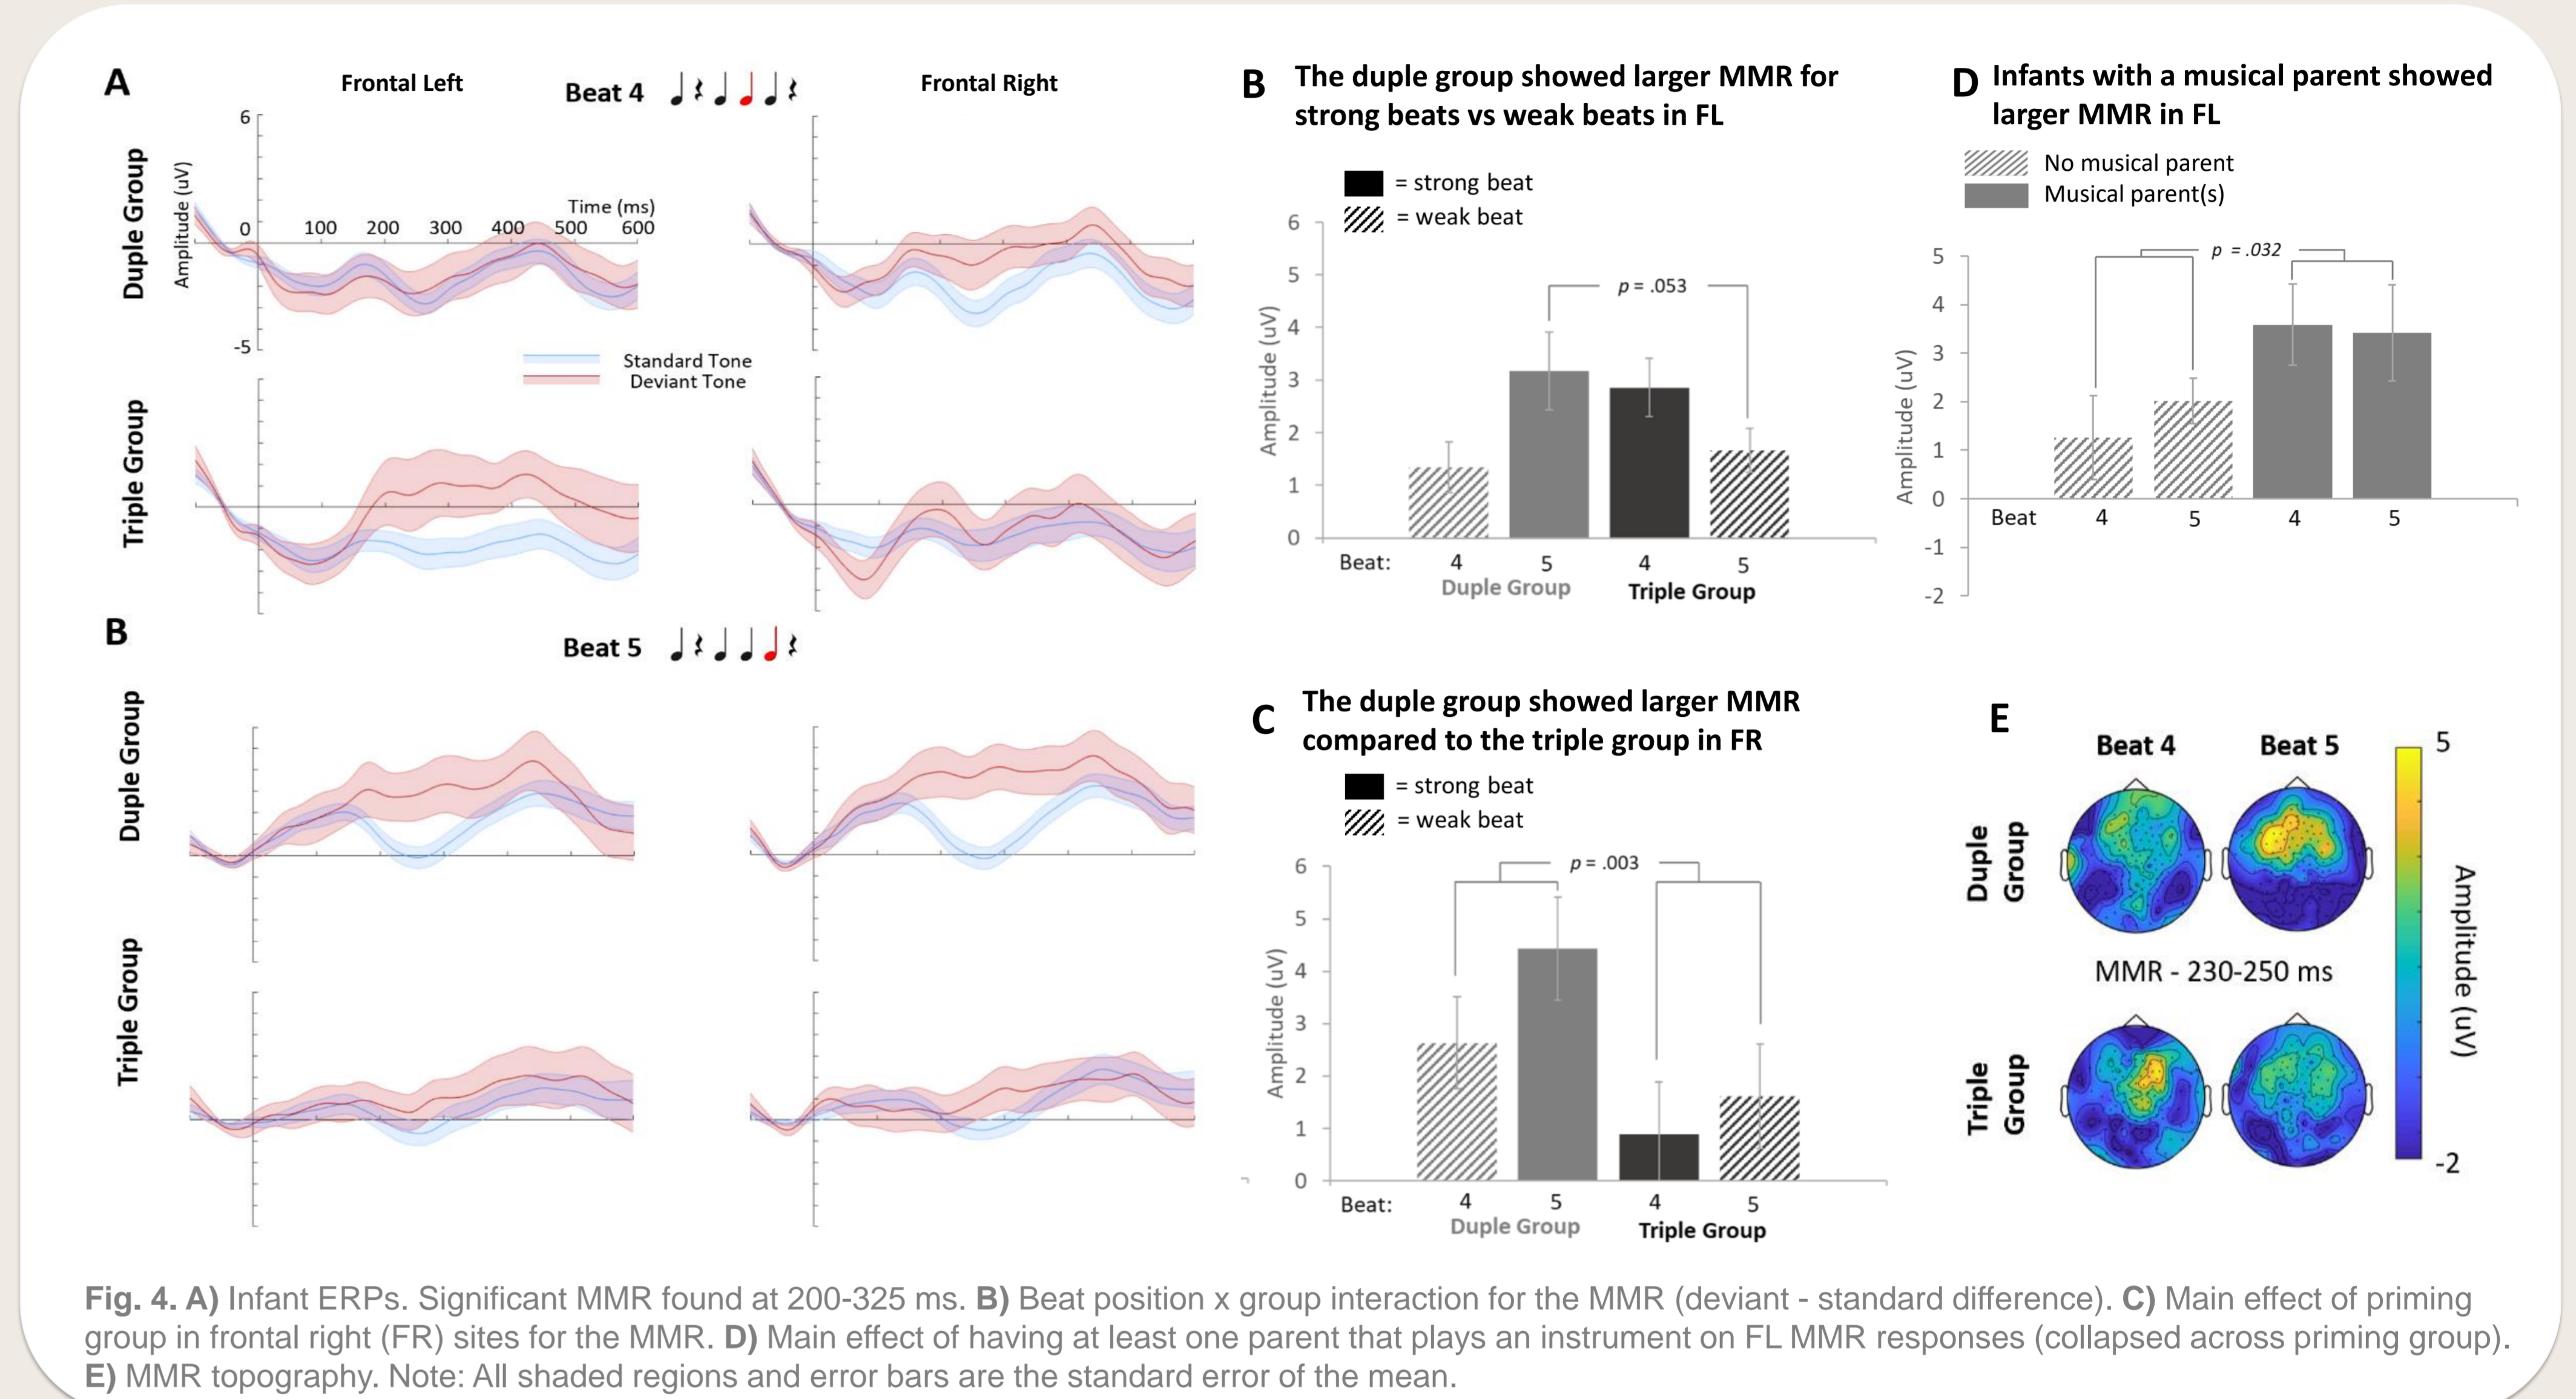 A
Frontal Left
Beat 4
Frontal Right
Duple Group
Amplitude (uV)
6
0
-5
Time (ms)
100 200 300 400 500 600
Standard Tone
Deviant Tone
Triple Group
B
Beat 5
Duple Group
Triple Group
B The duple group showed larger MMR for
strong beats vs weak beats in FL
= strong beat
= weak beat
Amplitude (uV)
6
5
4
3
2
1
0
p = .053
Beat: 4 5 4 5
Duple Group Triple Group
C The duple group showed larger MMR
compared to the triple group in FR
= strong beat
= weak beat
Amplitude (uV)
6
5
4
3
2
1
0
p = .003
Beat: 4 5 4 5
Duple Group Triple Group
D Infants with a musical parent showed
larger MMR in FL
No musical parent
Musical parent(s)
Amplitude (uV)
5
4
3
2
1
0
-1
-2
p = .032
Beat 4 5 4 5
E
Beat 4 Beat 5
Duple
Group
MMR - 230-250 ms
Triple
Group
5
-2
Amplitude (uV)
Fig. 4. A) Infant ERPs. Significant MMR found at 200-325 ms. B) Beat position x group interaction for the MMR (deviant - standard difference). C) Main effect of priming
group in frontal right (FR) sites for the MMR. D) Main effect of having at least one parent that plays an instrument on FL MMR responses (collapsed across priming group).
E) MMR topography. Note: All shaded regions and error bars are the standard error of the mean.